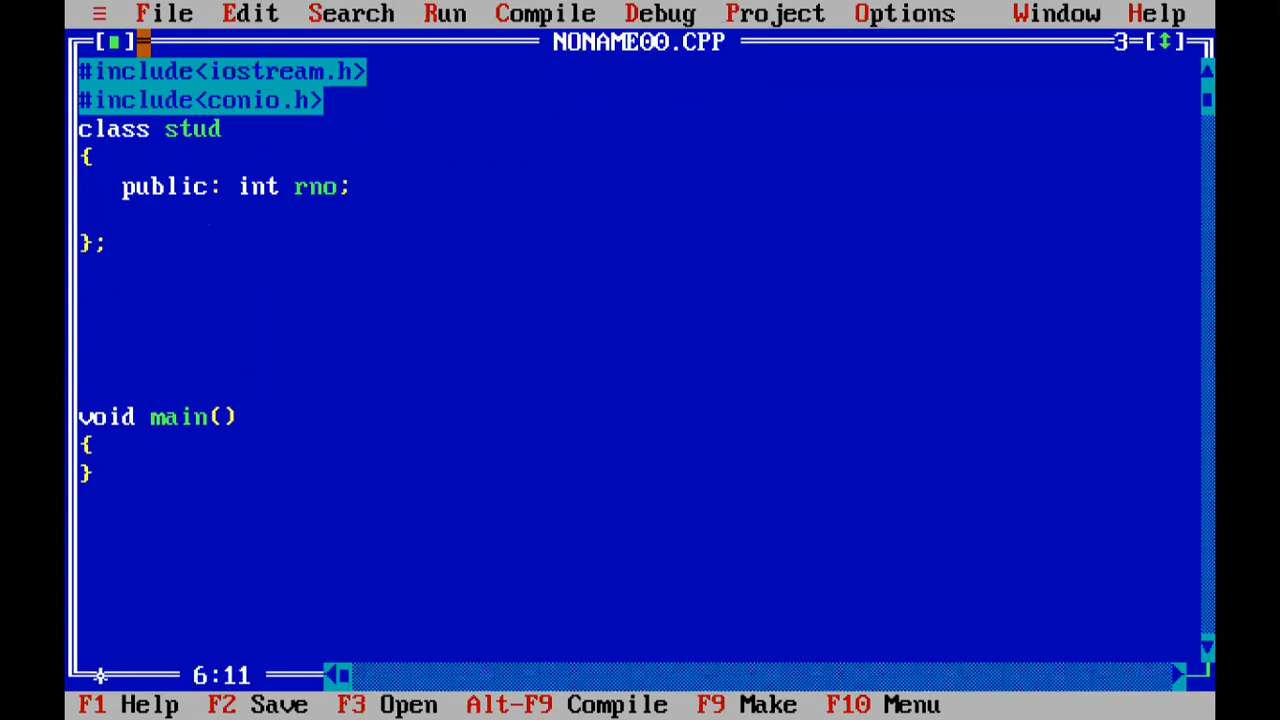 ≡ File Edit Search Run Compile Debug Project Options Window Help
[■] NONAME00.CPP 3=[↕]
#include<iostream.h>
#include<conio.h>
class stud
{
public: int rno;
};
void main()
{
}
6:11
F1 Help F2 Save F3 Open Alt-F9 Compile F9 Make F10 Menu